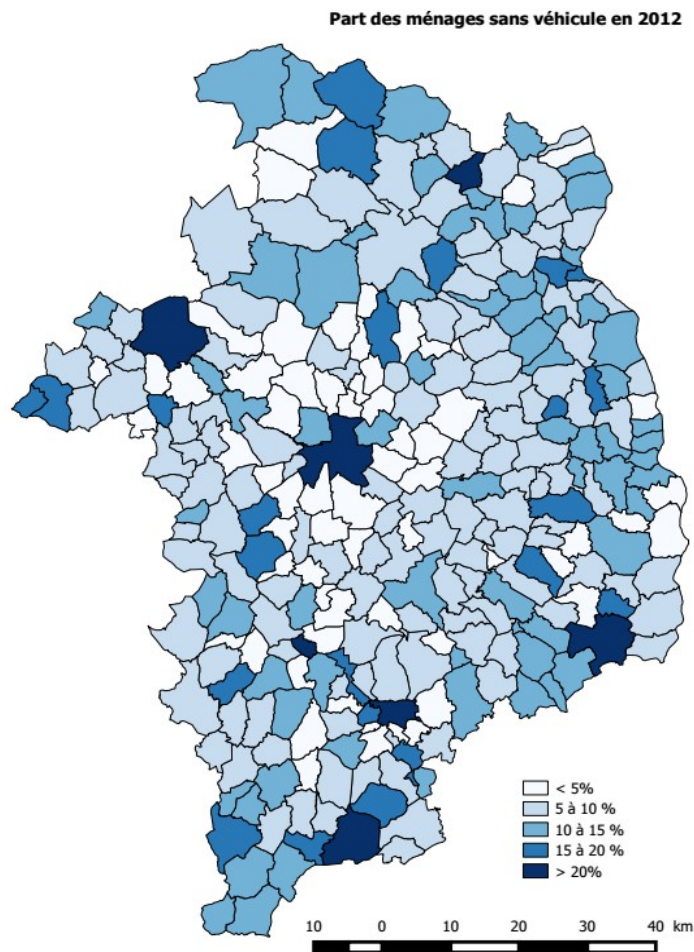 Part des ménages sans véhicule en 2012
< 5%
5 à 10 %
10 à 15 %
15 à 20 %
> 20%
10 0 10 20 30 40 km